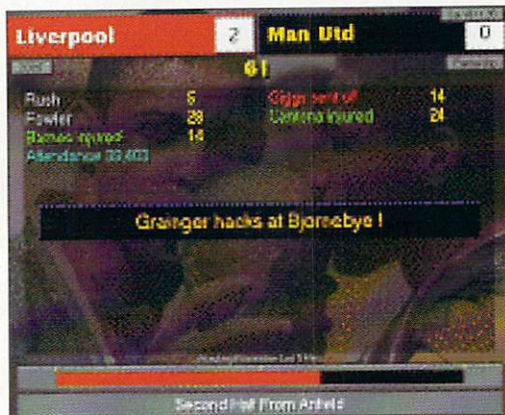 Liverpool 2 Man Utd 0
61
Rush 5 Giggs sent off 14
Fowler 28 Cantona injured 24
Barnes injured 14
Attendance 39,403
Grainger hacks at Bjornebye !
Second Half From Anfield